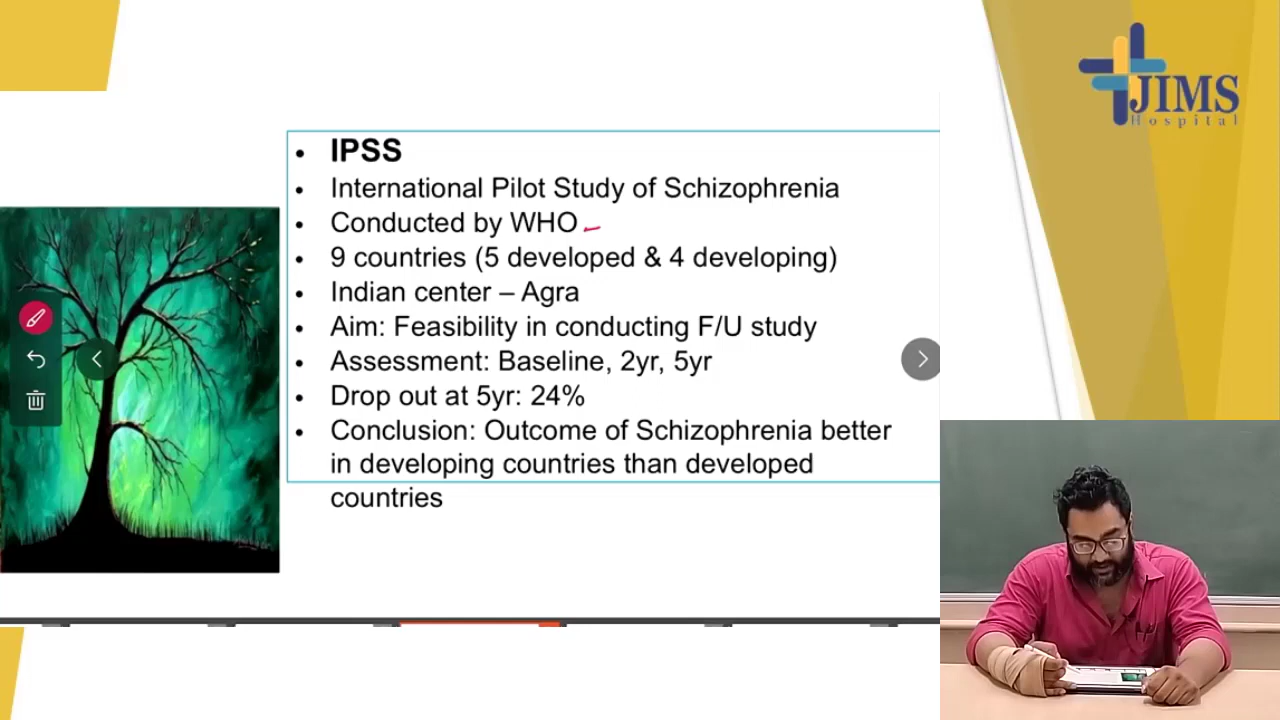 JIMS
Hospital
IPSS
International Pilot Study of Schizophrenia
Conducted by WHO
9 countries (5 developed & 4 developing)
Indian center – Agra
Aim: Feasibility in conducting F/U study
Assessment: Baseline, 2yr, 5yr
Drop out at 5yr: 24%
Conclusion: Outcome of Schizophrenia better
in developing countries than developed
countries